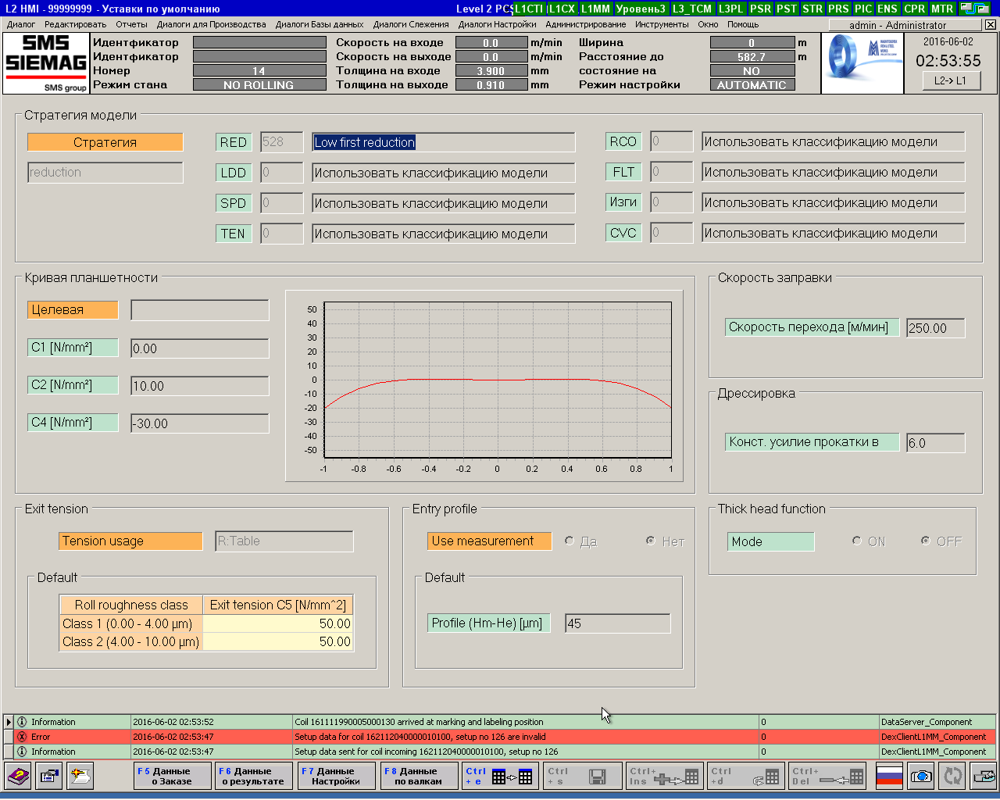 L2 HMI - 99999999 - Уставки по умолчанию
Level 2 PC
L1CTI L1CX L1MM Уровень3 L3_TCM L3PL PSR PST STR PRS PIC ENS CPR MTR
Диалог Редактировать Отчеты Диалоги для Производства Диалоги Базы данных Диалоги Слежения Диалоги Настройки Администрирование Инструменты Окно Помощь admin - Administrator
SMS SIEMAG
SMS group
Идентфикатор Скорость на входе 0.0 m/min Ширина 0 m
Идентфикатор Скорость на выходе 0.0 m/min Расстояние до 582.7 m
Номер 14 Толщина на входе 3.900 mm состояние на NO
Режим стана NO ROLLING Толщина на выходе 0.910 mm Режим настройки AUTOMATIC
2016-06-02
02:53:55
L2-> L1
Стратегия модели
Стратегия RED 528 Low first reduction RCO 0 Использовать классификацию модели
reduction LDD 0 Использовать классификацию модели FLT 0 Использовать классификацию модели
SPD 0 Использовать классификацию модели Изги 0 Использовать классификацию модели
TEN 0 Использовать классификацию модели CVC 0 Использовать классификацию модели
Кривая планшетности
Целевая
C1 [N/mm²] 0.00
C2 [N/mm²] 10.00
C4 [N/mm²] -30.00
50
40
30
20
10
0
-10
-20
-30
-40
-50
-1 -0.8 -0.6 -0.4 -0.2 0 0.2 0.4 0.6 0.8 1
Скорость заправки
Скорость перехода [м/мин] 250.00
Дрессировка
Конст. усилие прокатки в 6.0
Exit tension
Tension usage R:Table
Default
Roll roughness class Exit tension C5 [N/mm^2]
Class 1 (0.00 - 4.00 µm) 50.00
Class 2 (4.00 - 10.00 µm) 50.00
Entry profile
Use measurement Да Нет
Default
Profile (Hm-He) [µm] 45
Thick head function
Mode ON OFF
Information 2016-06-02 02:53:52 Coil 161111990005000130 arrived at marking and labeling position 0 DataServer_Component
Error 2016-06-02 02:53:47 Setup data for coil 162112040000010100, setup no 126 are invalid 0 DexClientL1MM_Component
Information 2016-06-02 02:53:47 Setup data sent for coil incoming 162112040000010100, setup no 126 0 DexClientL1MM_Component
F5 Данные о Заказе
F6 Данные о результате
F7 Данные Настройки
F8 Данные по валкам
Ctrl + e
Ctrl + s
Ctrl+ Ins
Ctrl +d
Ctrl+ Del